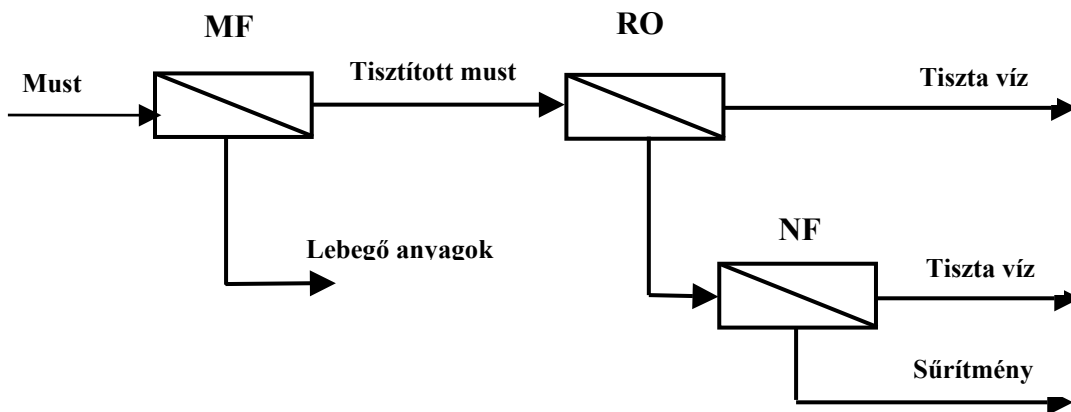 MF
RO
Must
Tisztított must
Tiszta víz
Lebegő anyagok
NF
Tiszta víz
Sűrítmény